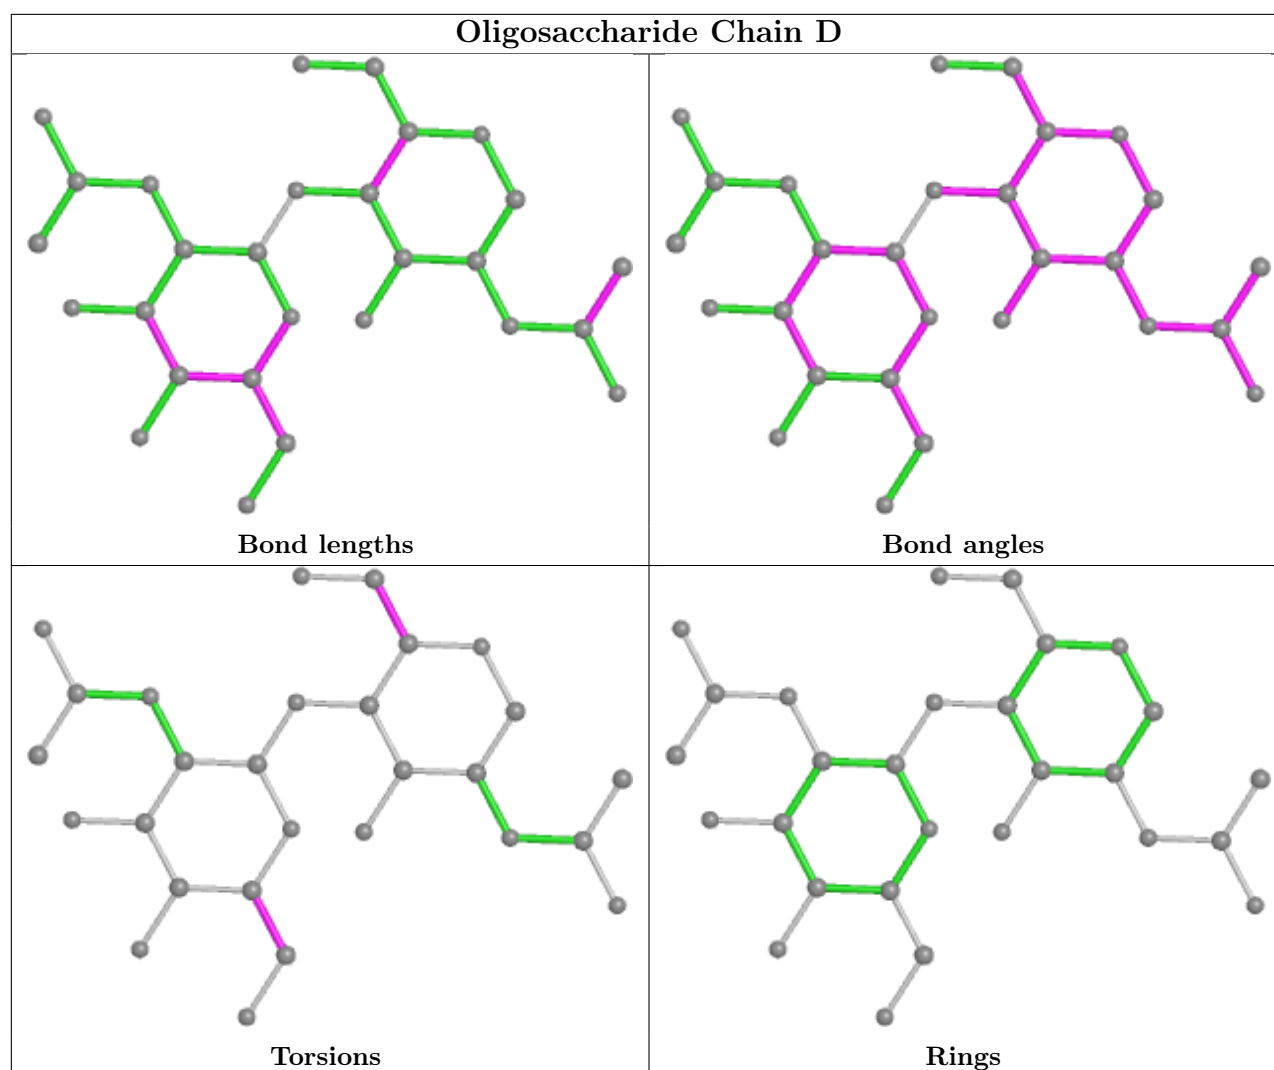 Oligosaccharide Chain D
Bond lengths
Bond angles
Torsions
Rings